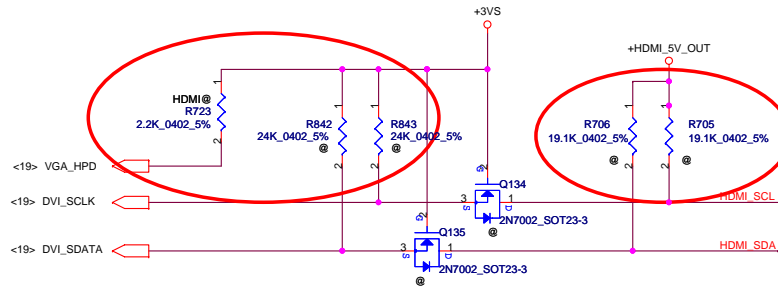 +3VS
+HDMI_5V_OUT
1
HDMI@
R723
2.2K_0402_5%
2
1
R842
24K_0402_5%
2
@
1
R843
24K_0402_5%
2
@
1
R706
19.1K_0402_5%
2
@
1
R705
19.1K_0402_5%
2
@
<19> VGA_HPD
2
G
Q134
<19> DVI_SCLK
3
S
1
D
HDMI_SCL
2N7002_SOT23-3
@
2
G
Q135
<19> DVI_SDATA
3
S
1
D
HDMI_SDA
2N7002_SOT23-3
@